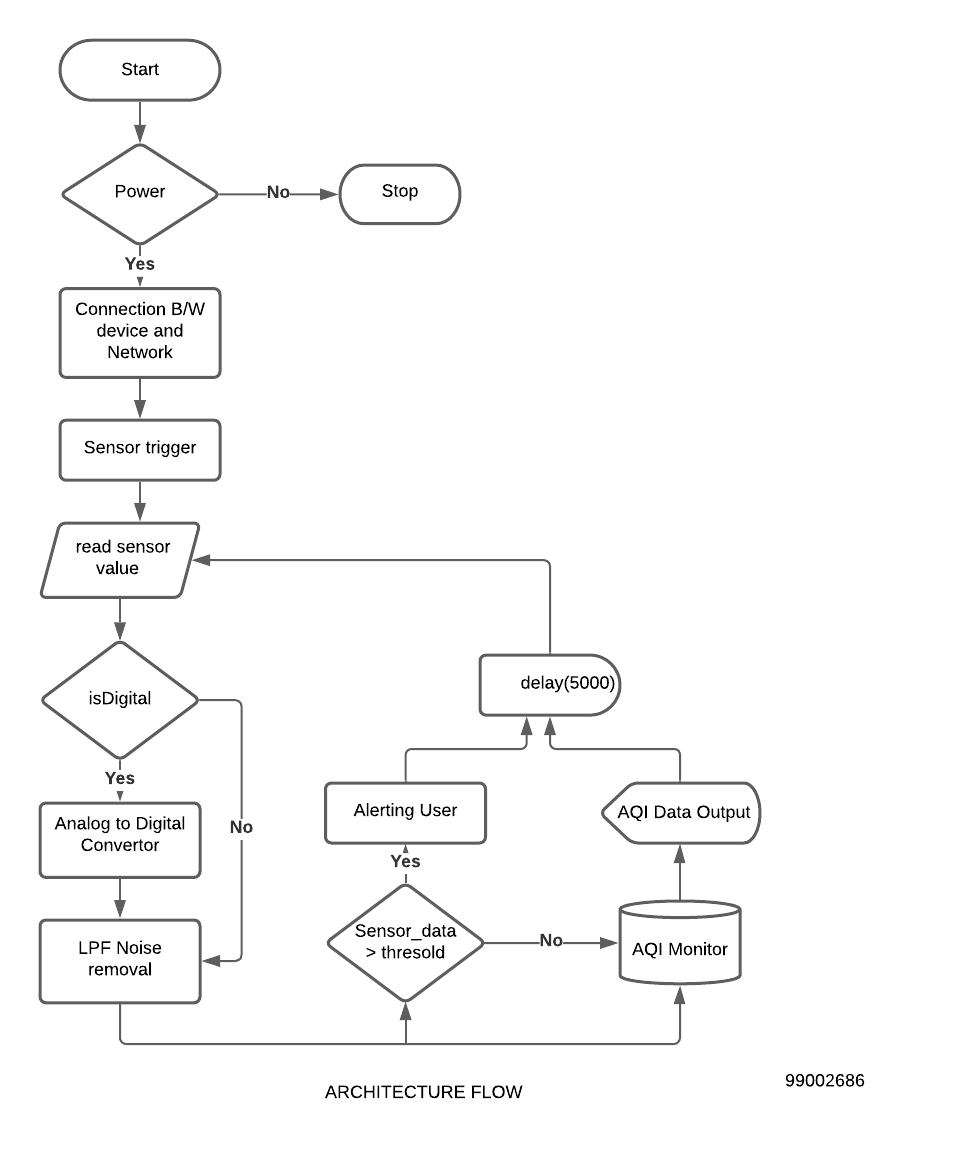 Start
Power
No
Stop
Yes
Connection B/W
device and
Network
Sensor trigger
read sensor
value
isDigital
Yes
No
Analog to Digital
Convertor
LPF Noise
removal
delay(5000)
Alerting User
AQI Data Output
Yes
Sensor_data
> thresold
No
AQI Monitor
ARCHITECTURE FLOW
99002686